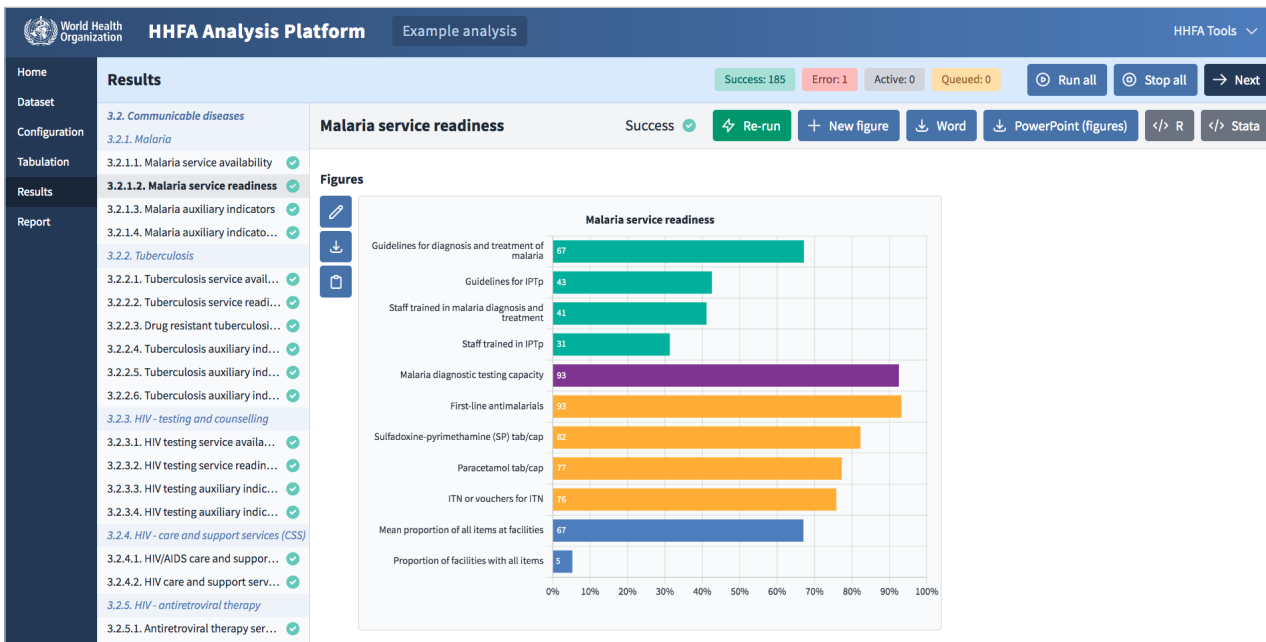 World Health
Organization
HHFA Analysis Platform
Example analysis
HHFA Tools
Home
Dataset
Configuration
Tabulation
Results
Report
Results
Success: 185
Error: 1
Active: 0
Queued: 0
Run all
Stop all
Next
3.2. Communicable diseases
3.2.1. Malaria
3.2.1.1. Malaria service availability
3.2.1.2. Malaria service readiness
3.2.1.3. Malaria auxiliary indicators
3.2.1.4. Malaria auxiliary indicato...
3.2.2. Tuberculosis
3.2.2.1. Tuberculosis service avail...
3.2.2.2. Tuberculosis service readi...
3.2.2.3. Drug resistant tuberculosi...
3.2.2.4. Tuberculosis auxiliary ind...
3.2.2.5. Tuberculosis auxiliary ind...
3.2.2.6. Tuberculosis auxiliary ind...
3.2.3. HIV - testing and counselling
3.2.3.1. HIV testing service availa...
3.2.3.2. HIV testing service readin...
3.2.3.3. HIV testing auxiliary indic...
3.2.3.4. HIV testing auxiliary indic...
3.2.4. HIV - care and support services (CSS)
3.2.4.1. HIV/AIDS care and suppor...
3.2.4.2. HIV care and support serv...
3.2.5. HIV - antiretroviral therapy
3.2.5.1. Antiretroviral therapy ser...
Malaria service readiness
Success
Re-run
New figure
Word
PowerPoint (figures)
</> R
</> Stata
Figures
Malaria service readiness
Guidelines for diagnosis and treatment of
malaria
67
Guidelines for IPTp
43
Staff trained in malaria diagnosis and
treatment
41
Staff trained in IPTp
31
Malaria diagnostic testing capacity
93
First-line antimalarials
93
Sulfadoxine-pyrimethamine (SP) tab/cap
82
Paracetamol tab/cap
77
ITN or vouchers for ITN
76
Mean proportion of all items at facilities
67
Proportion of facilities with all items
5
0% 10% 20% 30% 40% 50% 60% 70% 80% 90% 100%